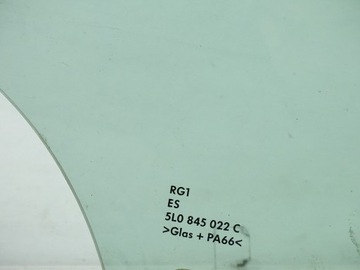 RG1
ES
5L0 845 022 C
>Glas + PA66<